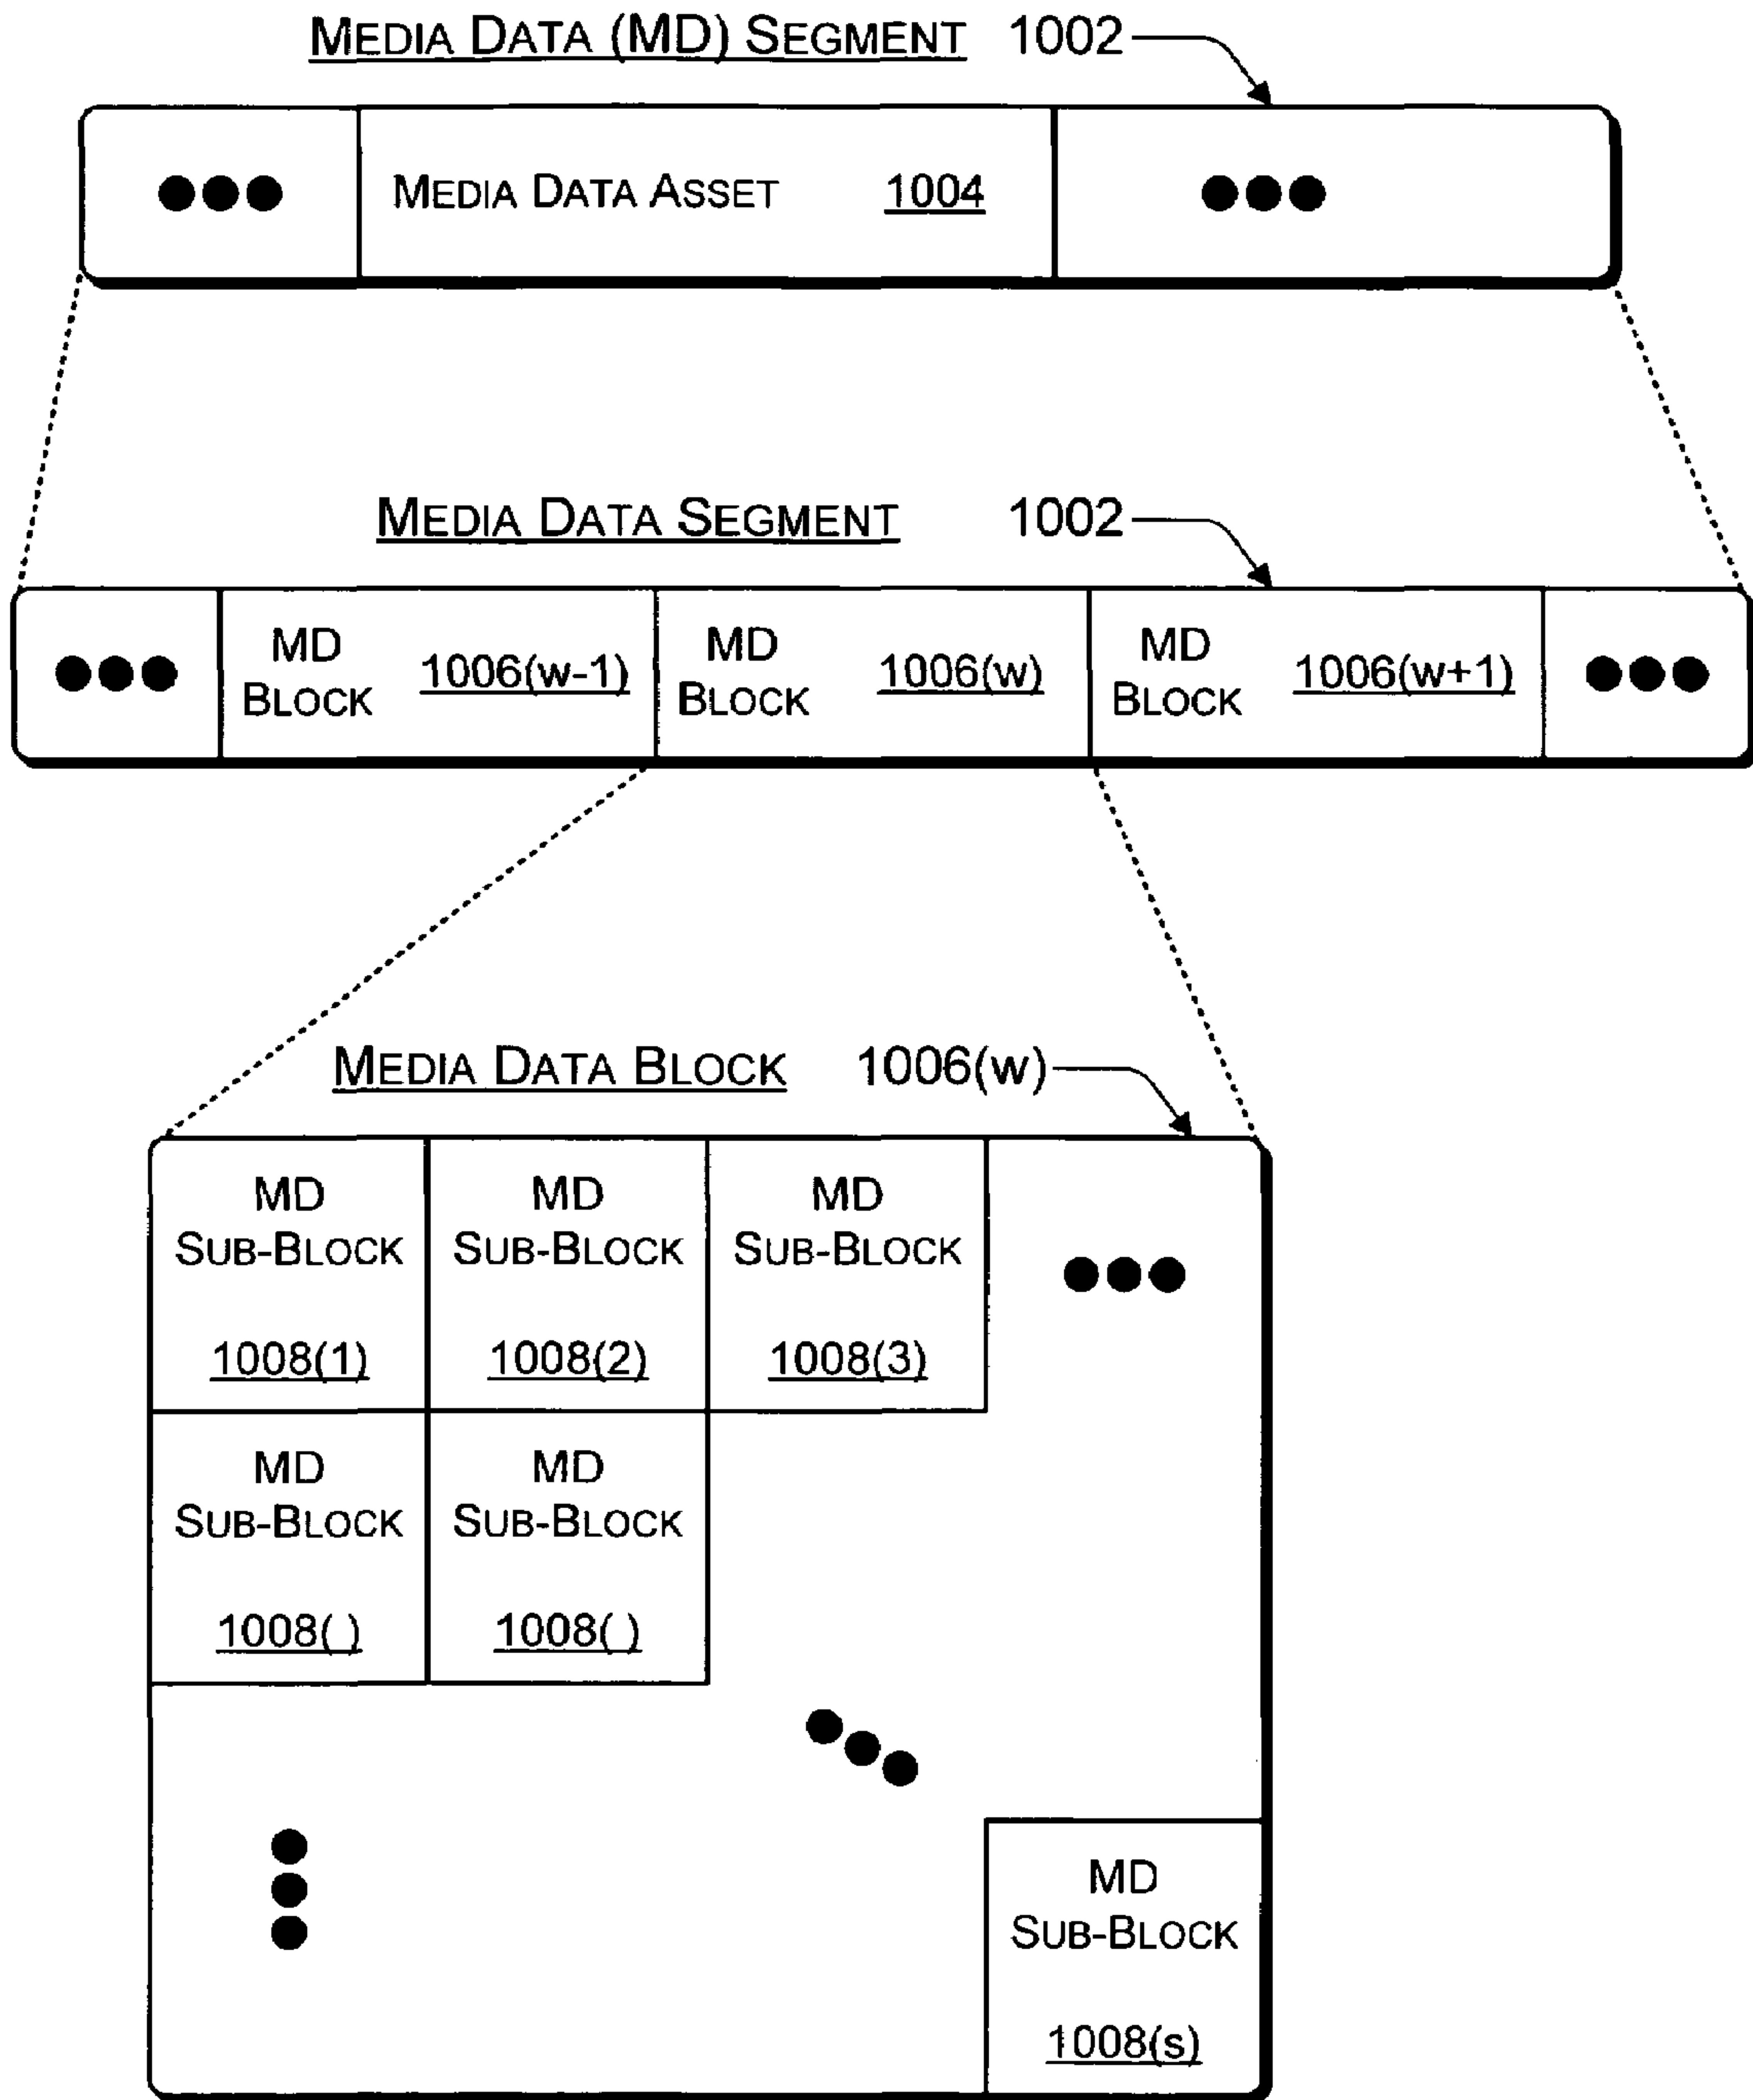 MEDIA DATA (MD) SEGMENT 1002
MEDIA DATA ASSET 1004
MEDIA DATA SEGMENT 1002
MD BLOCK 1006(w-1)
MD BLOCK 1006(w)
MD BLOCK 1006(w+1)
MEDIA DATA BLOCK 1006(w)
MD
SUB-BLOCK
1008(1)
MD
SUB-BLOCK
1008(2)
MD
SUB-BLOCK
1008(3)
MD
SUB-BLOCK
1008( )
MD
SUB-BLOCK
1008( )
MD
SUB-BLOCK
1008(s)